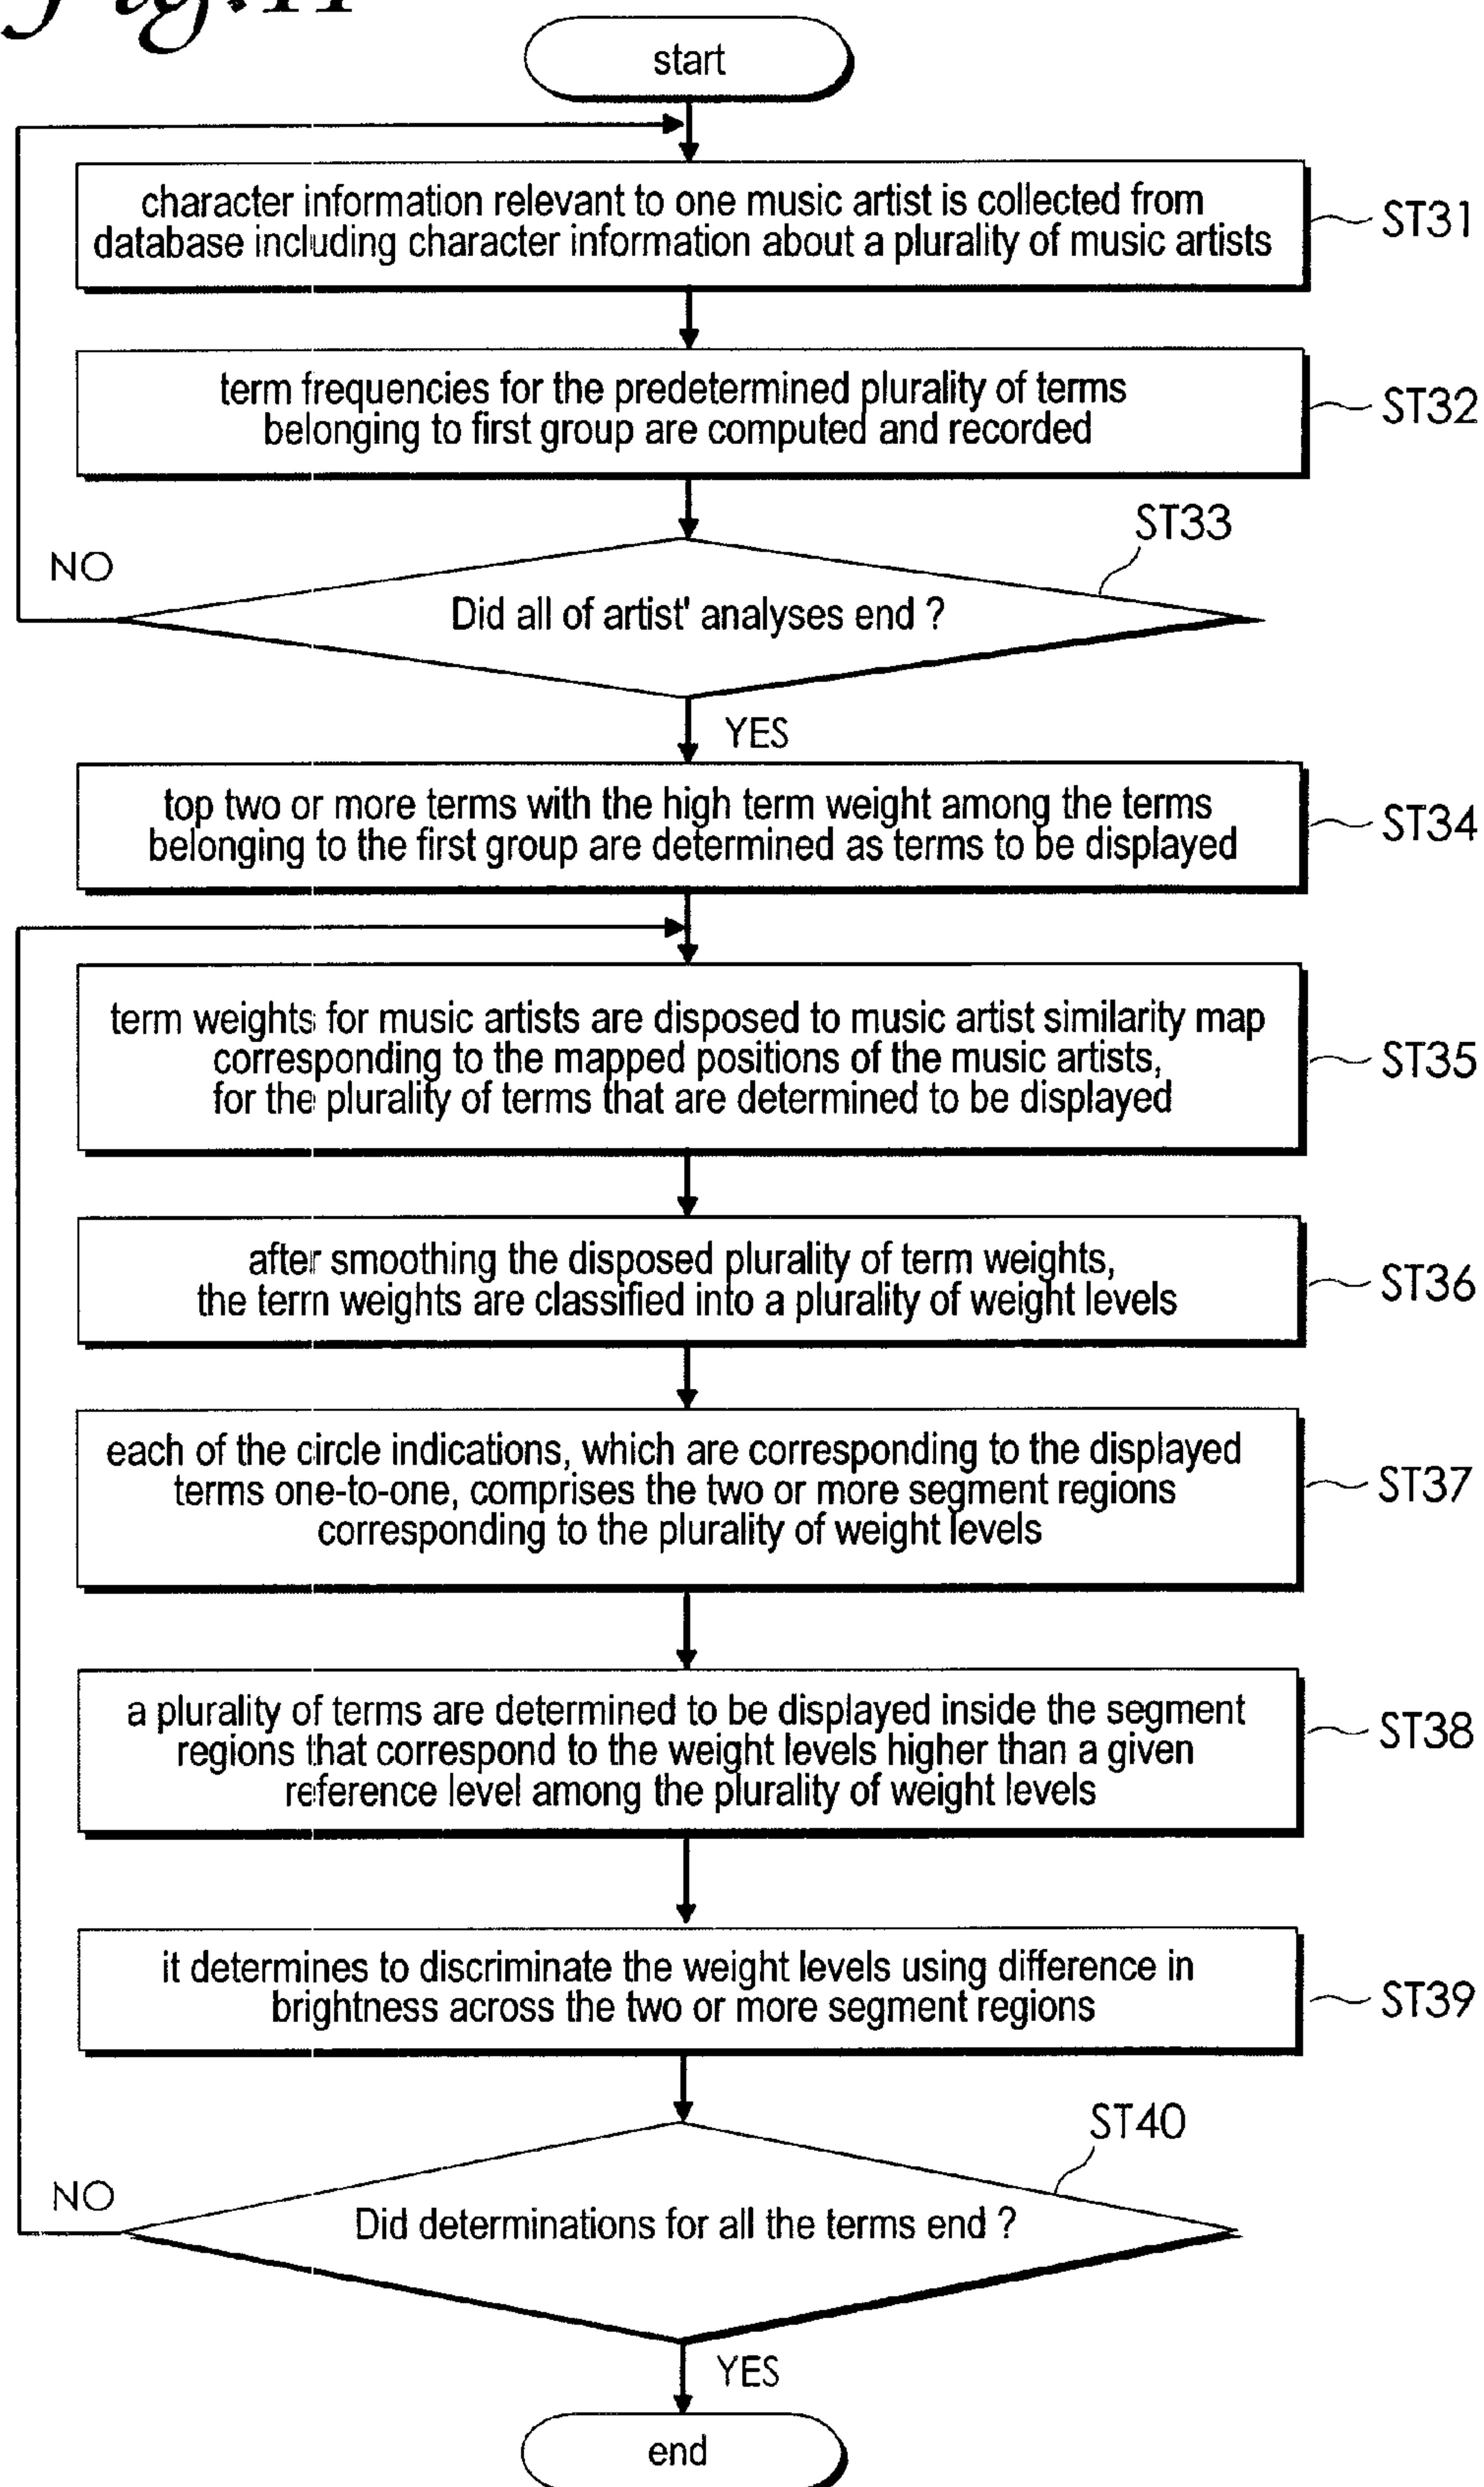 Fig.11
start
character information relevant to one music artist is collected from
database including character information about a plurality of music artists
ST31
term frequencies for the predetermined plurality of terms
belonging to first group are computed and recorded
ST32
ST33
NO
Did all of artist' analyses end ?
YES
top two or more terms with the high term weight among the terms
belonging to the first group are determined as terms to be displayed
ST34
term weights for music artists are disposed to music artist similarity map
corresponding to the mapped positions of the music artists,
for the plurality of terms that are determined to be displayed
ST35
after smoothing the disposed plurality of term weights,
the term weights are classified into a plurality of weight levels
ST36
each of the circle indications, which are corresponding to the displayed
terms one-to-one, comprises the two or more segment regions
corresponding to the plurality of weight levels
ST37
a plurality of terms are determined to be displayed inside the segment
regions that correspond to the weight levels higher than a given
reference level among the plurality of weight levels
ST38
it determines to discriminate the weight levels using difference in
brightness across the two or more segment regions
ST39
ST40
NO
Did determinations for all the terms end ?
YES
end